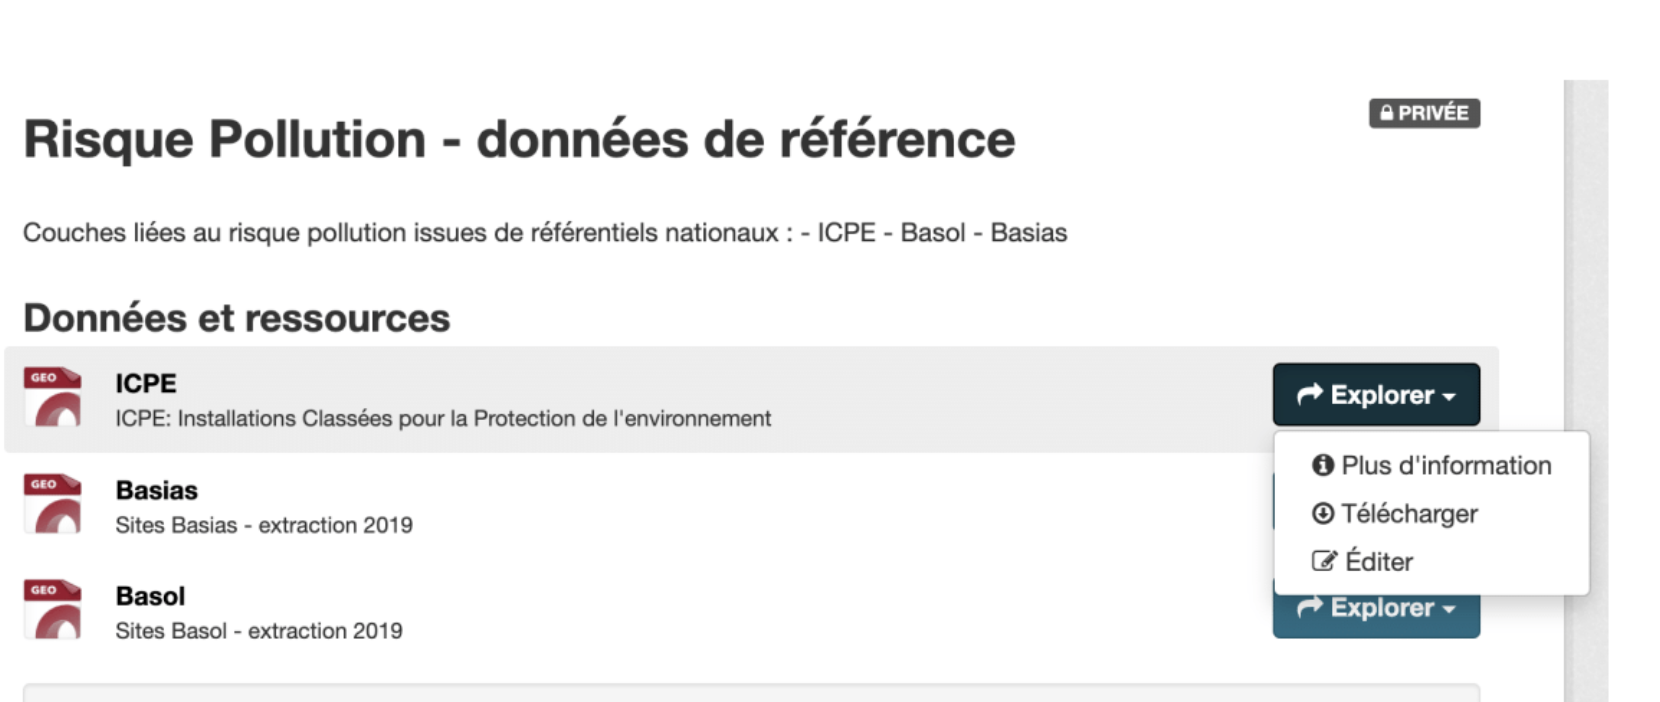 PRIVÉE
Risque Pollution - données de référence
Couches liées au risque pollution issues de référentiels nationaux : - ICPE - Basol - Basias
Données et ressources
GEO
ICPE
ICPE: Installations Classées pour la Protection de l'environnement
Explorer
Plus d'information
Télécharger
Éditer
GEO
Basias
Sites Basias - extraction 2019
GEO
Basol
Sites Basol - extraction 2019
Explorer